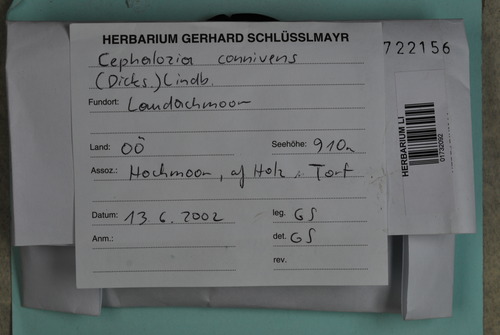 HERBARIUM GERHARD SCHLÜSSLMAYR
722156
Cephalozia connivens
(Dicks.) Lindb.
Fundort: Laudachmoor
Land: OÖ Seehöhe: 910m
Assoz.: Hochmoor, auf Holz u. Torf
Datum: 13.6.2002 leg. GS
Anm.: det. GS
rev.
HERBARIUM LI
01732092